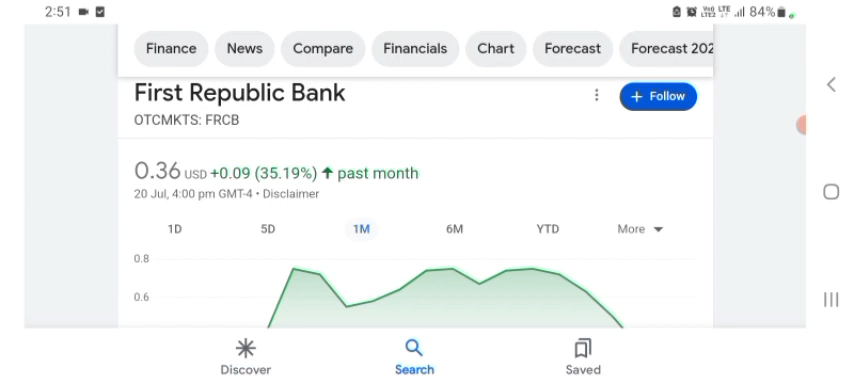 2:51 84%
Finance News Compare Financials Chart Forecast Forecast 202
First Republic Bank
+ Follow
OTCMKTS: FRCB
0.36 USD +0.09 (35.19%) ↑ past month
20 Jul, 4:00 pm GMT-4 • Disclaimer
1D 5D 1M 6M YTD More
0.8
0.6
Discover Search Saved